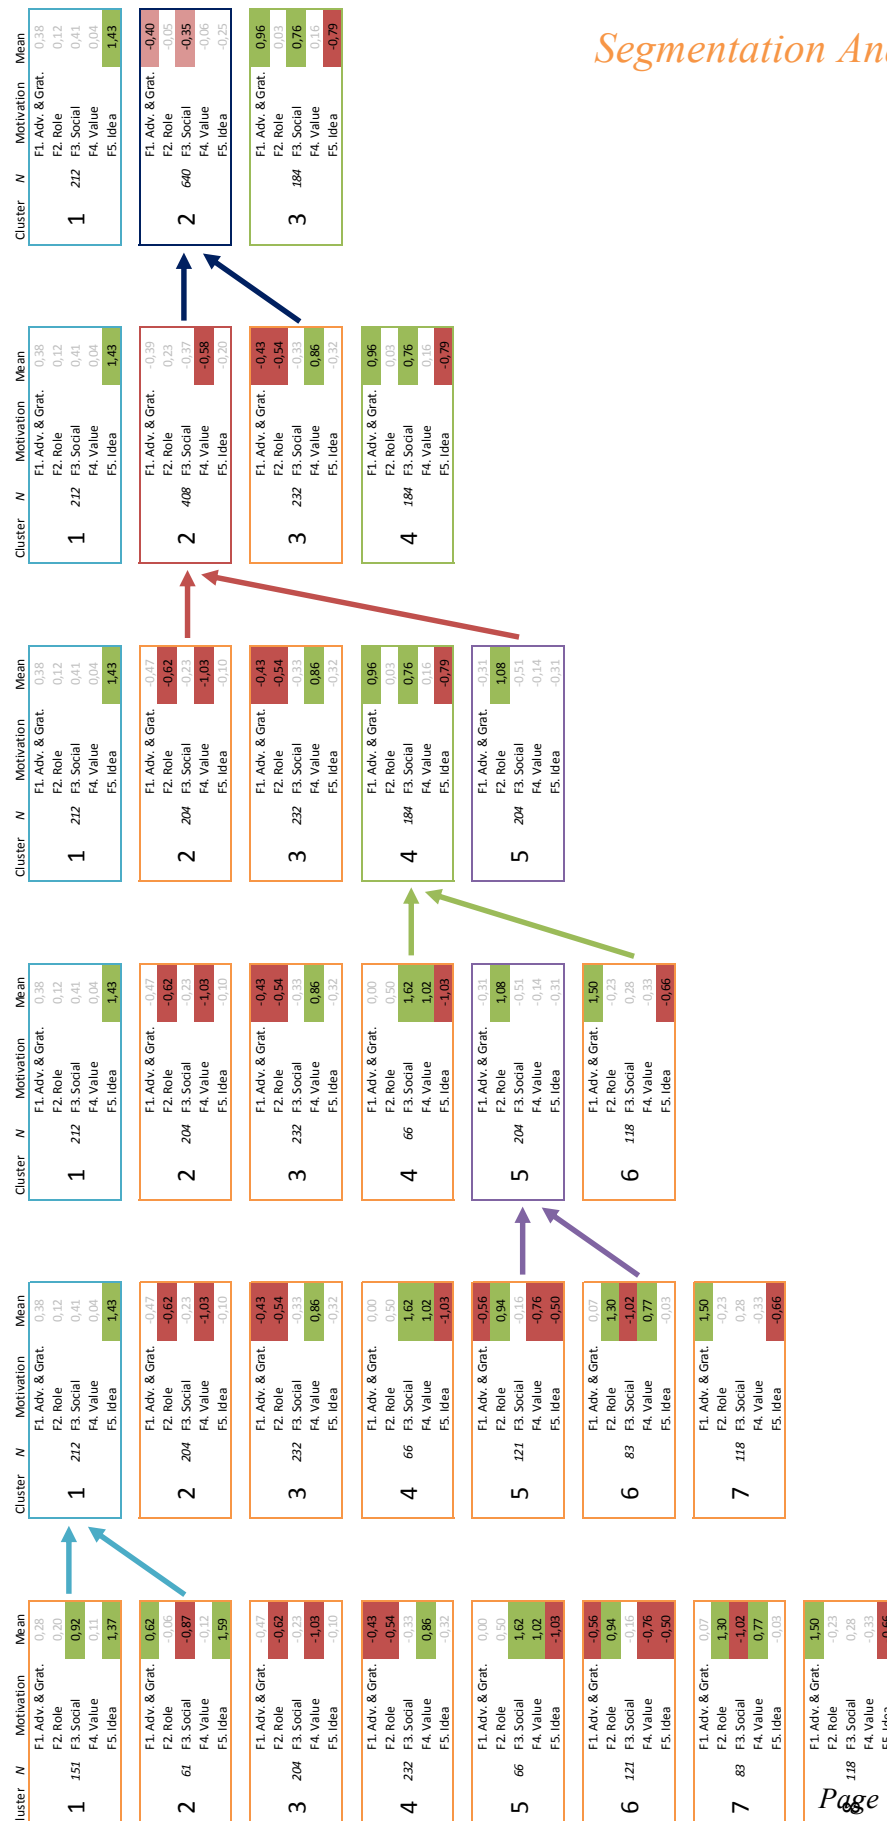 Segmentation Ana
Cluster N Motivation Mean
1 212
F1. Adv. & Grat. 0,38
F2. Role 0,12
F3. Social 0,41
F4. Value 0,04
F5. Idea 1,43
2 640
F1. Adv. & Grat. -0,40
F2. Role -0,05
F3. Social -0,35
F4. Value -0,06
F5. Idea -0,25
3 184
F1. Adv. & Grat. 0,96
F2. Role 0,03
F3. Social 0,76
F4. Value 0,16
F5. Idea -0,79
Cluster N Motivation Mean
1 212
F1. Adv. & Grat. 0,38
F2. Role 0,12
F3. Social 0,41
F4. Value 0,04
F5. Idea 1,43
2 408
F1. Adv. & Grat. -0,39
F2. Role 0,23
F3. Social -0,37
F4. Value -0,58
F5. Idea -0,20
3 232
F1. Adv. & Grat. -0,43
F2. Role -0,54
F3. Social -0,33
F4. Value 0,86
F5. Idea -0,32
4 184
F1. Adv. & Grat. 0,96
F2. Role 0,03
F3. Social 0,76
F4. Value 0,16
F5. Idea -0,79
Cluster N Motivation Mean
1 212
F1. Adv. & Grat. 0,38
F2. Role 0,12
F3. Social 0,41
F4. Value 0,04
F5. Idea 1,43
2 204
F1. Adv. & Grat. -0,47
F2. Role -0,62
F3. Social -0,23
F4. Value -1,03
F5. Idea -0,10
3 232
F1. Adv. & Grat. -0,43
F2. Role -0,54
F3. Social -0,33
F4. Value 0,86
F5. Idea -0,32
4 184
F1. Adv. & Grat. 0,96
F2. Role 0,03
F3. Social 0,76
F4. Value 0,16
F5. Idea -0,79
5 204
F1. Adv. & Grat. -0,31
F2. Role 1,08
F3. Social -0,51
F4. Value -0,14
F5. Idea -0,31
Cluster N Motivation Mean
1 212
F1. Adv. & Grat. 0,38
F2. Role 0,12
F3. Social 0,41
F4. Value 0,04
F5. Idea 1,43
2 204
F1. Adv. & Grat. -0,47
F2. Role -0,62
F3. Social -0,23
F4. Value -1,03
F5. Idea -0,10
3 232
F1. Adv. & Grat. -0,43
F2. Role -0,54
F3. Social -0,33
F4. Value 0,86
F5. Idea -0,32
4 66
F1. Adv. & Grat. 0,00
F2. Role 0,50
F3. Social 1,62
F4. Value 1,02
F5. Idea -1,03
5 204
F1. Adv. & Grat. -0,31
F2. Role 1,08
F3. Social -0,51
F4. Value -0,14
F5. Idea -0,31
6 118
F1. Adv. & Grat. 1,50
F2. Role -0,23
F3. Social 0,28
F4. Value -0,33
F5. Idea -0,66
Cluster N Motivation Mean
1 212
F1. Adv. & Grat. 0,38
F2. Role 0,12
F3. Social 0,41
F4. Value 0,04
F5. Idea 1,43
2 204
F1. Adv. & Grat. -0,47
F2. Role -0,62
F3. Social -0,23
F4. Value -1,03
F5. Idea -0,10
3 232
F1. Adv. & Grat. -0,43
F2. Role -0,54
F3. Social -0,33
F4. Value 0,86
F5. Idea -0,32
4 66
F1. Adv. & Grat. 0,00
F2. Role 0,50
F3. Social 1,62
F4. Value 1,02
F5. Idea -1,03
5 121
F1. Adv. & Grat. -0,56
F2. Role 0,94
F3. Social -0,16
F4. Value -0,76
F5. Idea -0,50
6 83
F1. Adv. & Grat. 0,07
F2. Role 1,30
F3. Social -1,02
F4. Value 0,77
F5. Idea -0,03
7 118
F1. Adv. & Grat. 1,50
F2. Role -0,23
F3. Social 0,28
F4. Value -0,33
F5. Idea -0,66
luster N Motivation Mean
1 151
F1. Adv. & Grat. 0,28
F2. Role 0,20
F3. Social 0,92
F4. Value 0,11
F5. Idea 1,37
2 61
F1. Adv. & Grat. 0,62
F2. Role -0,06
F3. Social -0,87
F4. Value -0,12
F5. Idea 1,59
3 204
F1. Adv. & Grat. -0,47
F2. Role -0,62
F3. Social -0,23
F4. Value -1,03
F5. Idea -0,10
4 232
F1. Adv. & Grat. -0,43
F2. Role -0,54
F3. Social -0,33
F4. Value 0,86
F5. Idea -0,32
5 66
F1. Adv. & Grat. 0,00
F2. Role 0,50
F3. Social 1,62
F4. Value 1,02
F5. Idea -1,03
6 121
F1. Adv. & Grat. -0,56
F2. Role 0,94
F3. Social -0,16
F4. Value -0,76
F5. Idea -0,50
7 83
F1. Adv. & Grat. 0,07
F2. Role 1,30
F3. Social -1,02
F4. Value 0,77
F5. Idea -0,03
8 118
F1. Adv. & Grat. 1,50
F2. Role -0,23
F3. Social 0,28
F4. Value -0,33
F5. Idea -0,66
Page